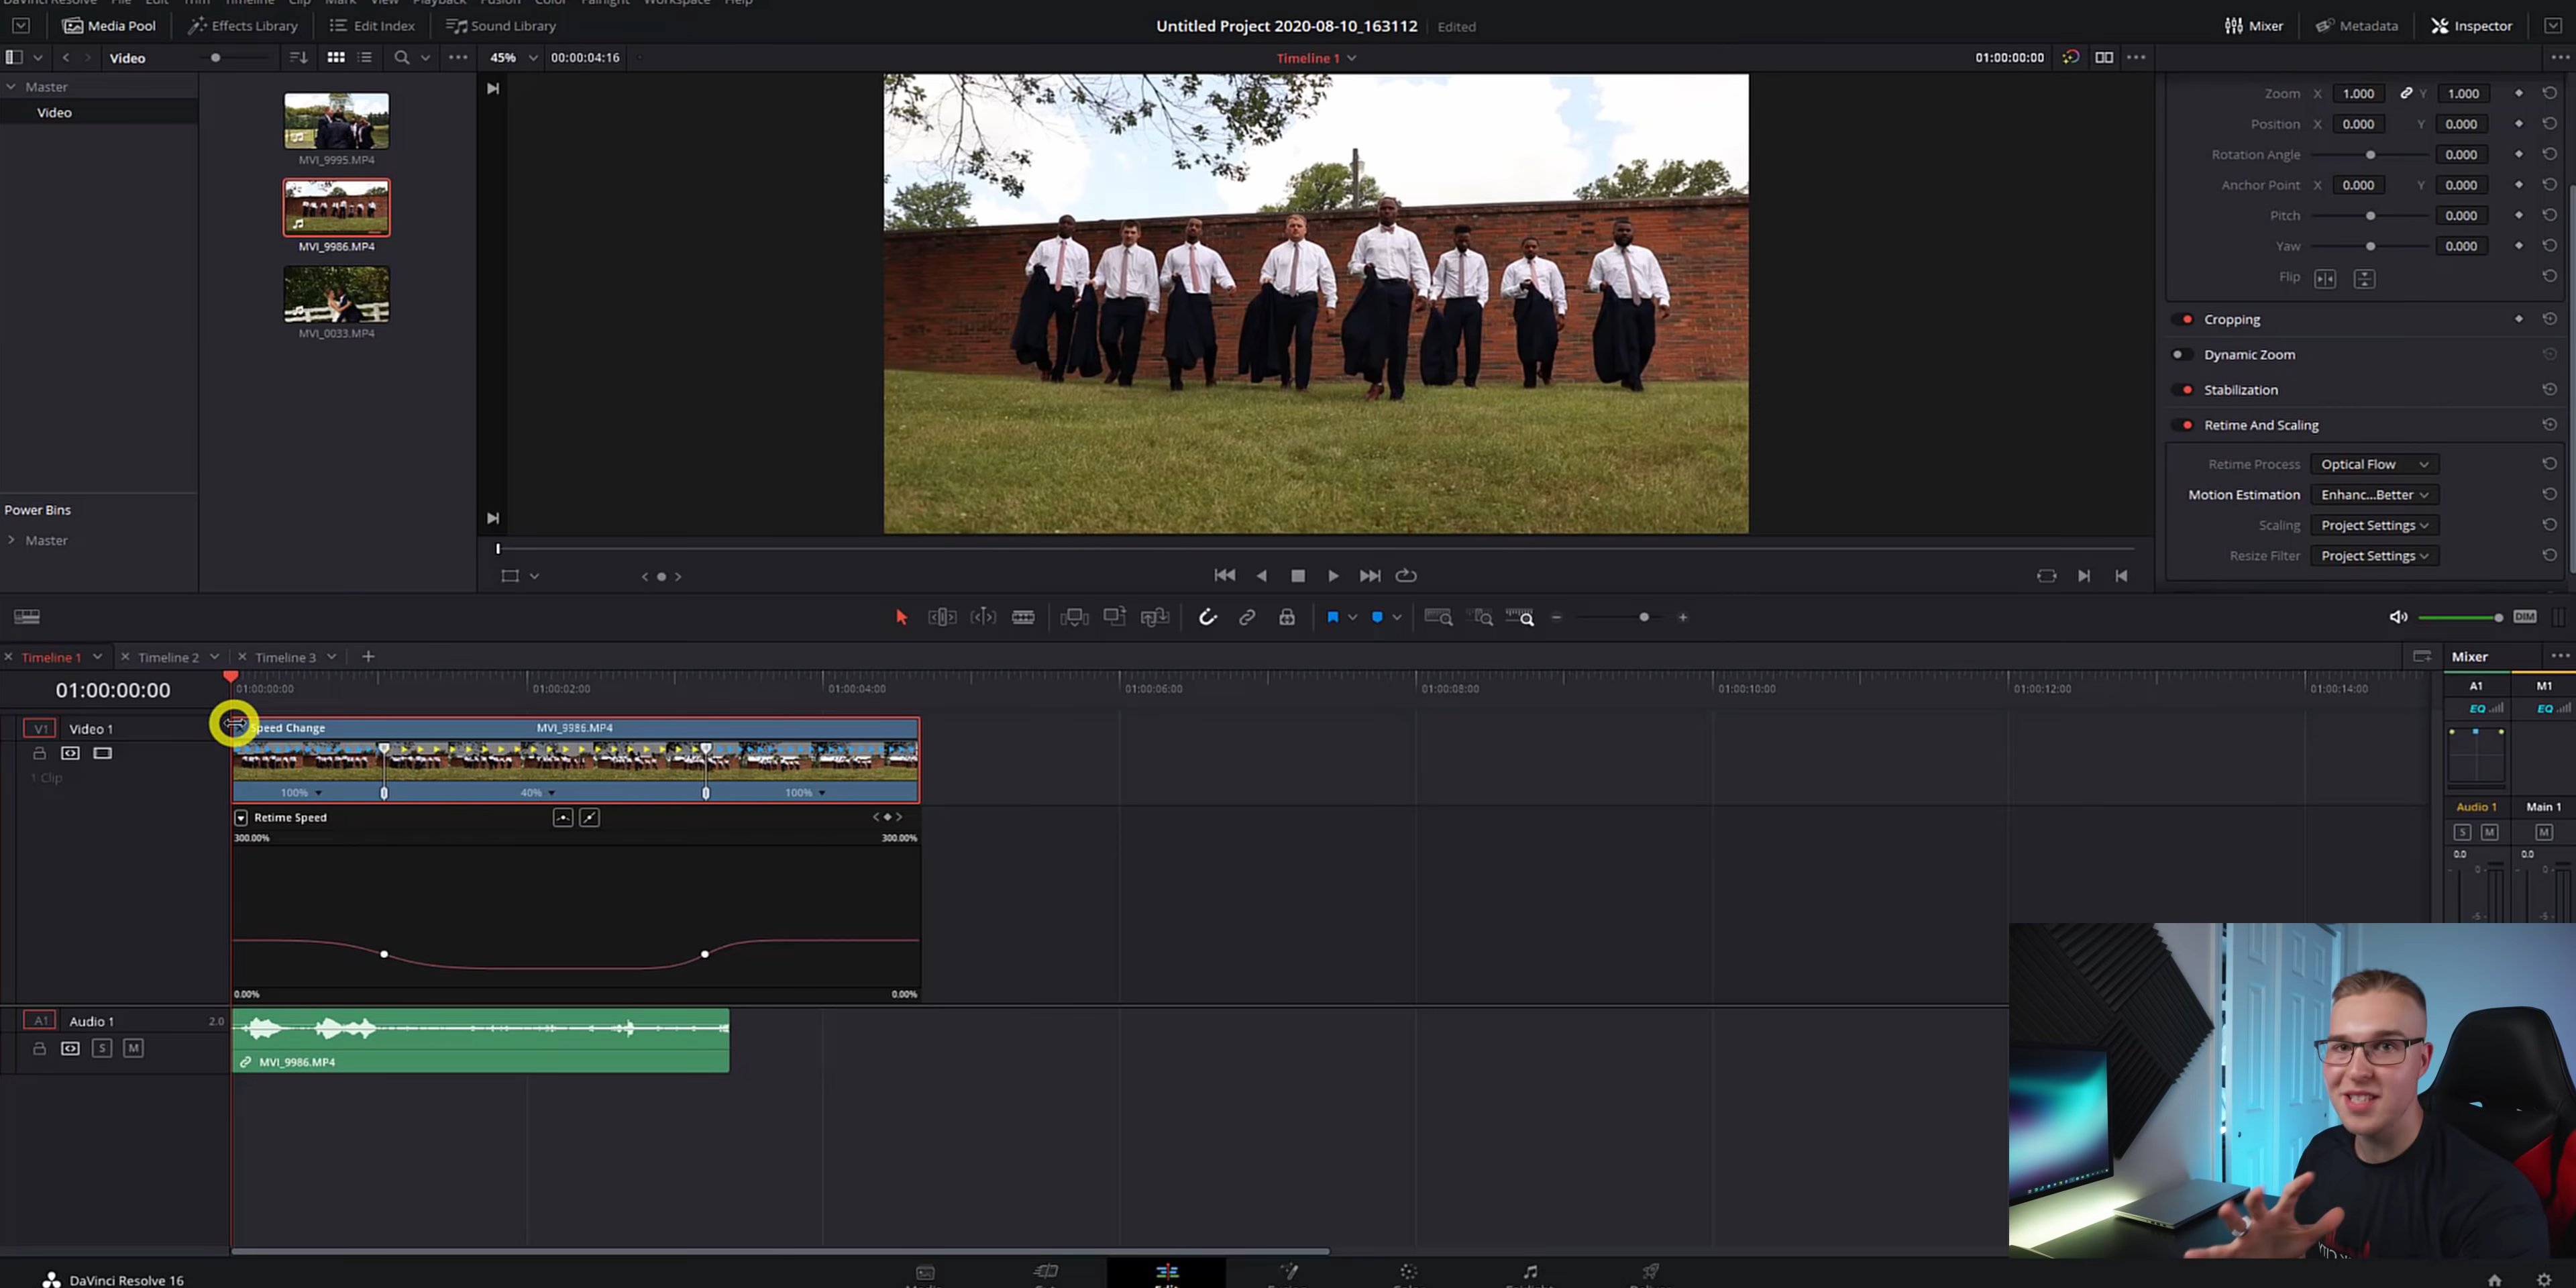 DaVinci Resolve File Edit Trim Timeline Clip Mark View Playback Fusion Color Fairlight Workspace Help
Media Pool Effects Library Edit Index Sound Library
Untitled Project 2020-08-10_163112 Edited
Mixer Metadata Inspector
Video
45% 00:00:04:16
Timeline 1
01:00:00:00
Master
Video
MVI_9995.MP4
MVI_9986.MP4
MVI_0033.MP4
Power Bins
Master
Zoom X 1.000 Y 1.000
Position X 0.000 Y 0.000
Rotation Angle 0.000
Anchor Point X 0.000 Y 0.000
Pitch 0.000
Yaw 0.000
Flip
Cropping
Dynamic Zoom
Stabilization
Retime And Scaling
Retime Process Optical Flow
Motion Estimation Enhanc...Better
Scaling Project Settings
Resize Filter Project Settings
DIM
Timeline 1 Timeline 2 Timeline 3
01:00:00:00
01:00:00:00 01:00:02:00 01:00:04:00 01:00:06:00 01:00:08:00 01:00:10:00 01:00:12:00 01:00:14:00
V1 Video 1
1 Clip
Speed Change MVI_9986.MP4
100% 40% 100%
Retime Speed
300.00% 300.00%
0.00% 0.00%
A1 Audio 1 2.0
S M
MVI_9986.MP4
Mixer
A1 M1
EQ EQ
Audio 1 Main 1
S M M
0.0 0.0
0 0
-5 -5
DaVinci Resolve 16
Edit